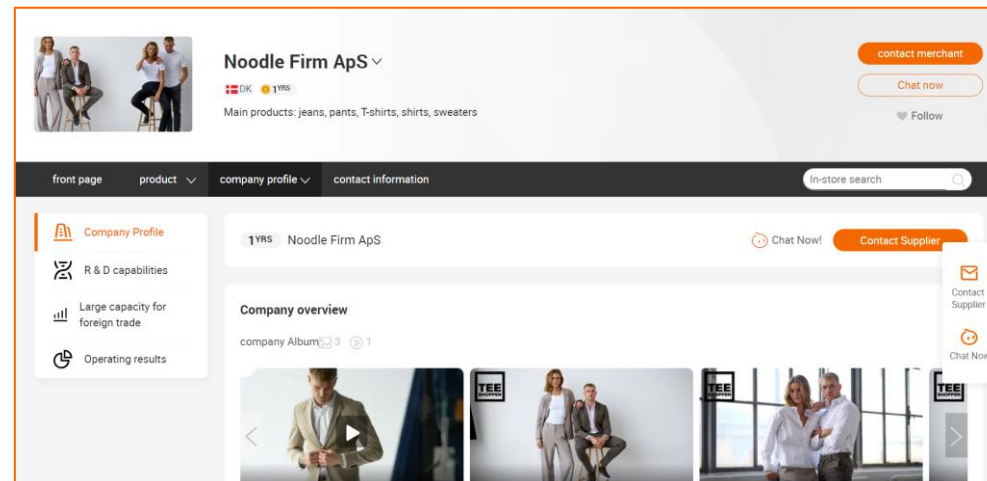 Noodle Firm ApS
DK 1YRS
Main products: jeans, pants, T-shirts, shirts, sweaters
contact merchant
Chat now
Follow
front page product company profile contact information
In-store search
Company Profile
R & D capabilities
Large capacity for
foreign trade
Operating results
1YRS Noodle Firm ApS
Chat Now! Contact Supplier
Company overview
company Album 3 1
TEE
SHOPPEN
TEE
SHOPPEN
TEE
Contact
Supplier
Chat Now